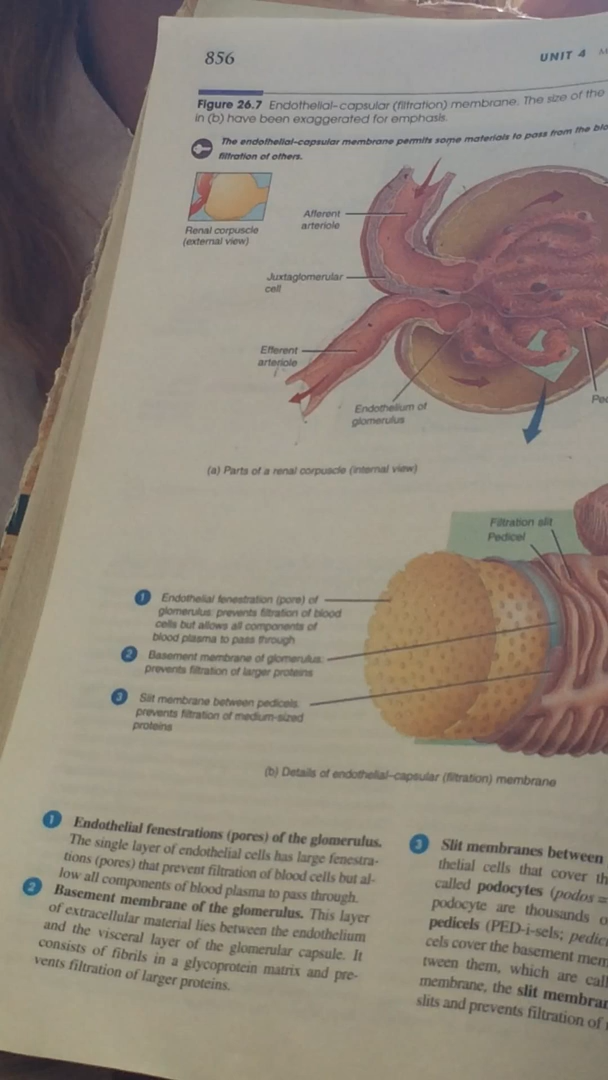 856
UNIT 4
Figure 26.7 Endothelial–capsular (filtration) membrane. The size of the
in (b) have been exaggerated for emphasis.
The endothelial–capsular membrane permits some materials to pass from the
filtration of others.
Renal corpuscle
(external view)
Afferent
arteriole
Juxtaglomerular
cell
Efferent
arteriole
Endothelium of
glomerulus
(a) Parts of a renal corpuscle (internal view)
Filtration slit
Pedicel
1 Endothelial fenestration (pore) of
glomerulus: prevents filtration of blood
cells but allows all components of
blood plasma to pass through
2 Basement membrane of glomerulus:
prevents filtration of larger proteins
3 Slit membrane between pedicels:
prevents filtration of medium-sized
proteins
(b) Details of endothelial–capsular (filtration) membrane
1 Endothelial fenestrations (pores) of the glomerulus.
The single layer of endothelial cells has large fenestra-
tions (pores) that prevent filtration of blood cells but al-
low all components of blood plasma to pass through.
2 Basement membrane of the glomerulus. This layer
of extracellular material lies between the endothelium
and the visceral layer of the glomerular capsule. It
consists of fibrils in a glycoprotein matrix and pre-
vents filtration of larger proteins.
3 Slit membranes between
thelial cells that cover
called podocytes (podos =
podocyte are thousands
pedicels (PED-i-sels;
cels cover the basement
tween them, which are
membrane, the slit
slits and prevents filtration of